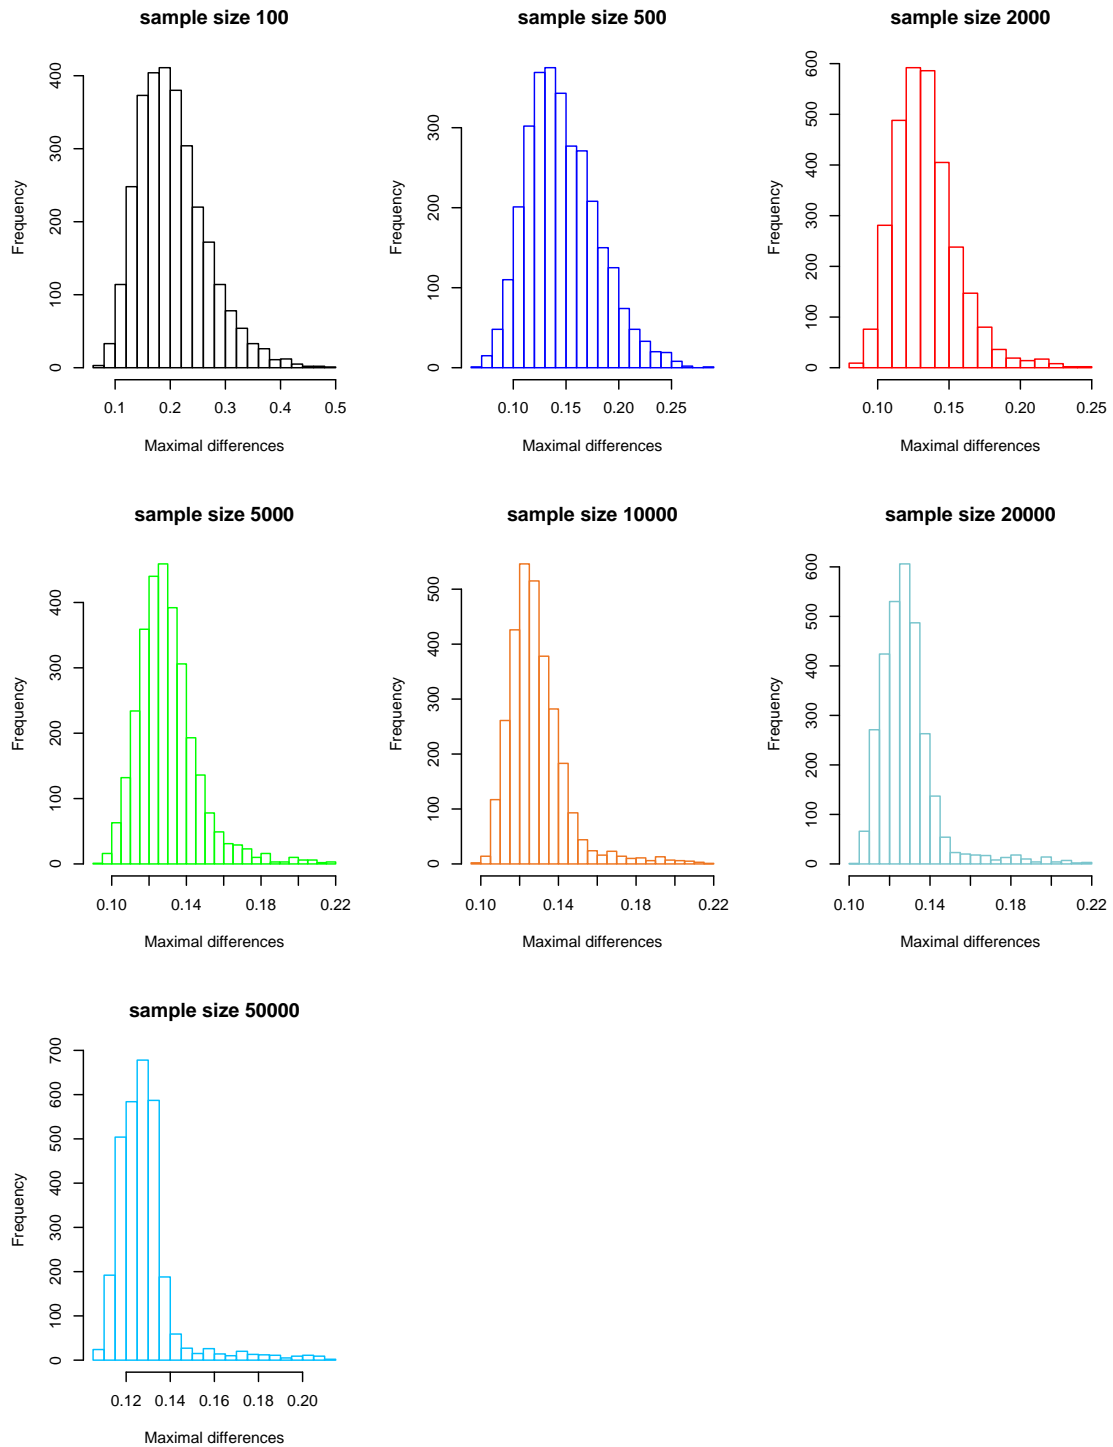 sample size 100
Frequency
0
100
200
300
400
0.1 0.2 0.3 0.4 0.5
Maximal differences
sample size 500
Frequency
0
100
200
300
0.10 0.15 0.20 0.25
Maximal differences
sample size 2000
Frequency
0
100
200
300
400
500
600
0.10 0.15 0.20 0.25
Maximal differences
sample size 5000
Frequency
0
100
200
300
400
0.10 0.14 0.18 0.22
Maximal differences
sample size 10000
Frequency
0
100
200
300
400
500
0.10 0.14 0.18 0.22
Maximal differences
sample size 20000
Frequency
0
100
200
300
400
500
600
0.10 0.14 0.18 0.22
Maximal differences
sample size 50000
Frequency
0
100
200
300
400
500
600
700
0.12 0.14 0.16 0.18 0.20
Maximal differences